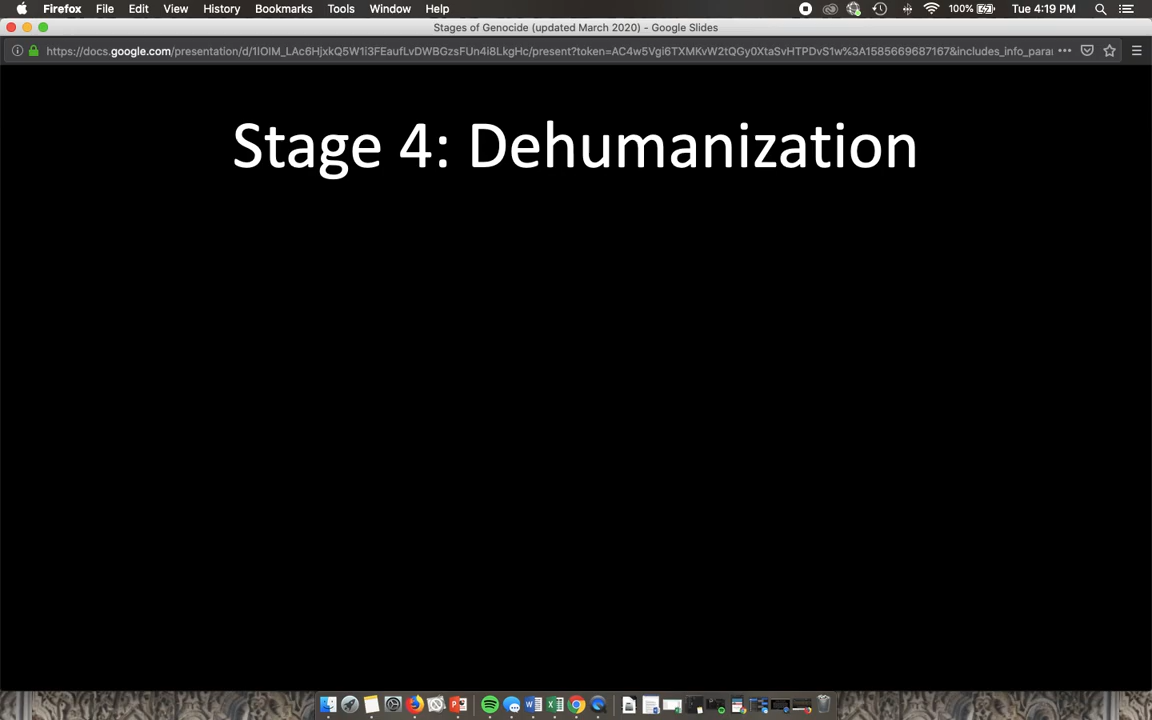 Firefox File Edit View History Bookmarks Tools Window Help 100% Tue 4:19 PM
Stages of Genocide (updated March 2020) - Google Slides
Stage 4: Dehumanization